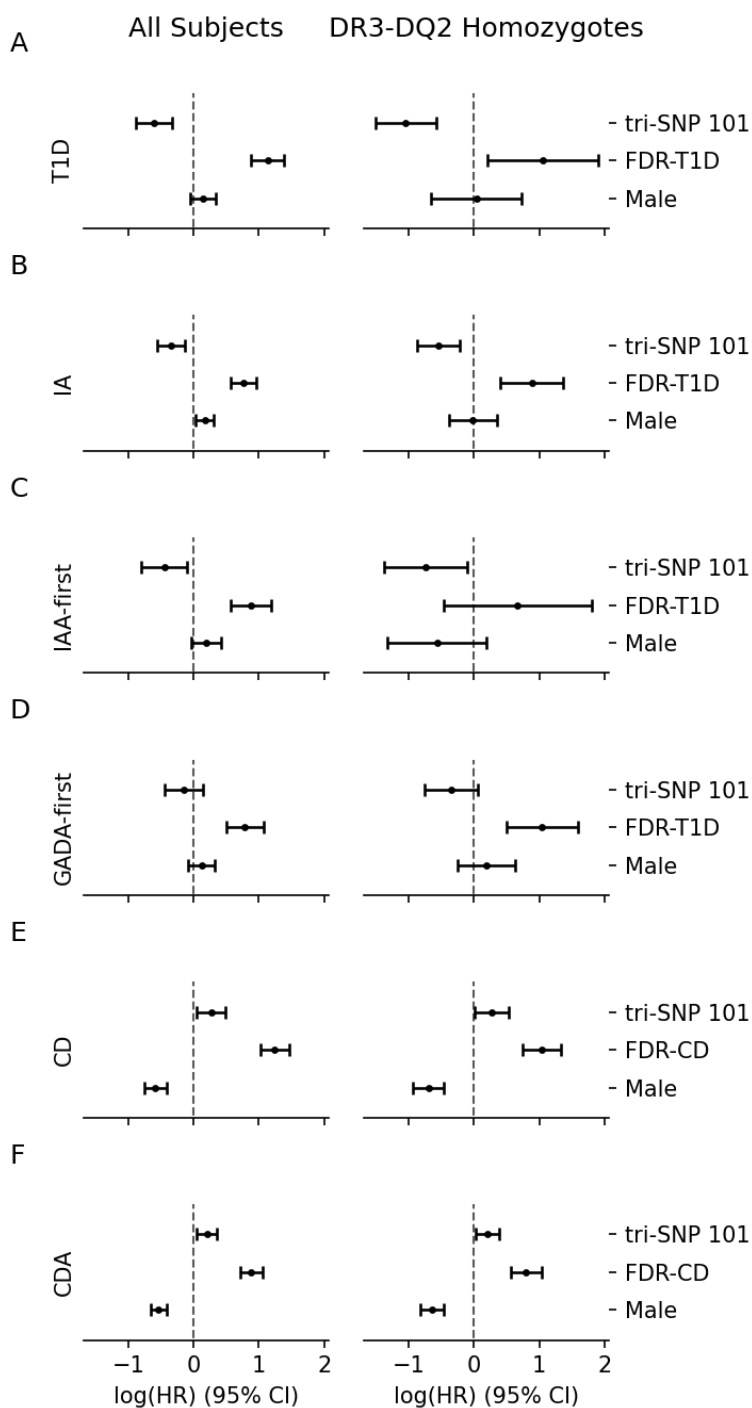 All Subjects DR3-DQ2 Homozygotes
A
T1D
tri-SNP 101
FDR-T1D
Male
B
IA
tri-SNP 101
FDR-T1D
Male
C
IAA-first
tri-SNP 101
FDR-T1D
Male
D
GADA-first
tri-SNP 101
FDR-T1D
Male
E
CD
tri-SNP 101
FDR-CD
Male
F
CDA
tri-SNP 101
FDR-CD
Male
−1 0 1 2 −1 0 1 2
log(HR) (95% CI) log(HR) (95% CI)